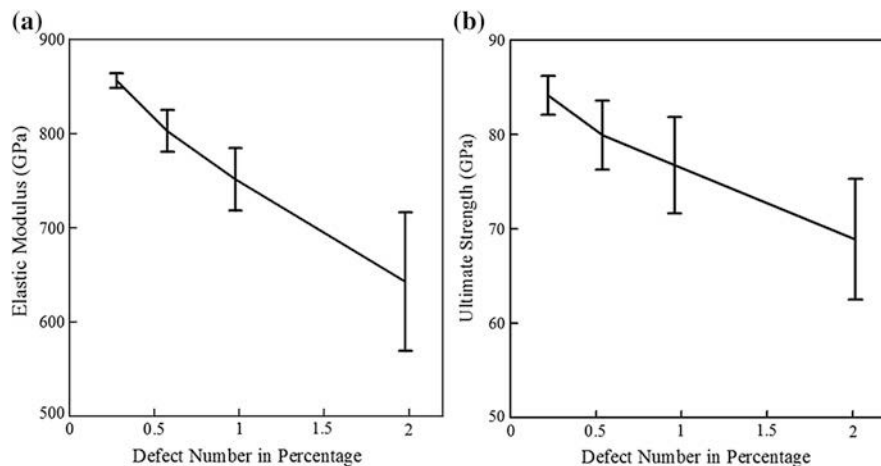 (a)
900
800
700
600
500
Elastic Modulus (GPa)
0 0.5 1 1.5 2
Defect Number in Percentage
(b)
90
80
70
60
50
Ultimate Strength (GPa)
0 0.5 1 1.5 2
Defect Number in Percentage